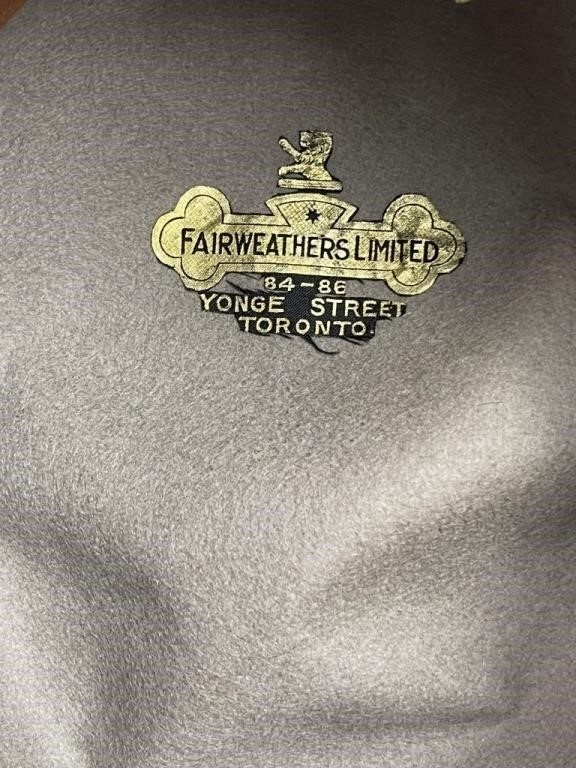 FAIRWEATHERS LIMITED
84-86
YONGE STREET
TORONTO.